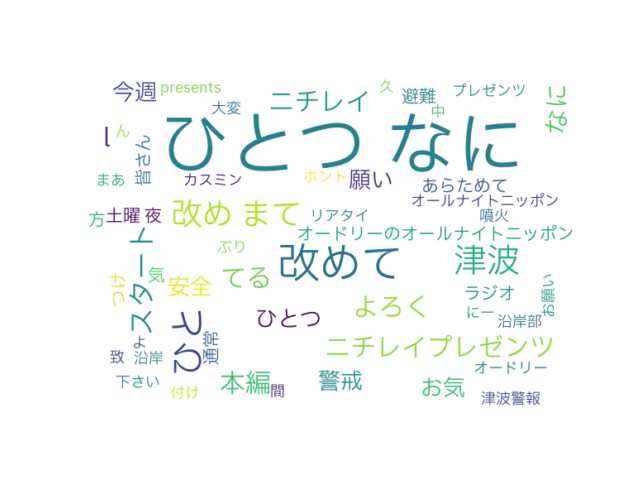 今週
presents
大変
ニチレイ
久
避難
中
プレゼンツ
なに
し
ん
皆さん
ひとつ なに
まあ
カスミン
ホント
願い
あらためて
オールナイトニッポン
方
土曜 夜
改め まて
リアタイ
噴火
オードリーのオールナイトニッポン
ぶり
スタート
改めて
津波
つけ
気
安全
てる
ラジオ
お願い
よろく
にー
沿岸部
ひと
ひとつ
よ
通常
致
沿岸
ニチレイプレゼンツ
オードリー
下さい
付け
本編
間
警戒
お気
津波警報